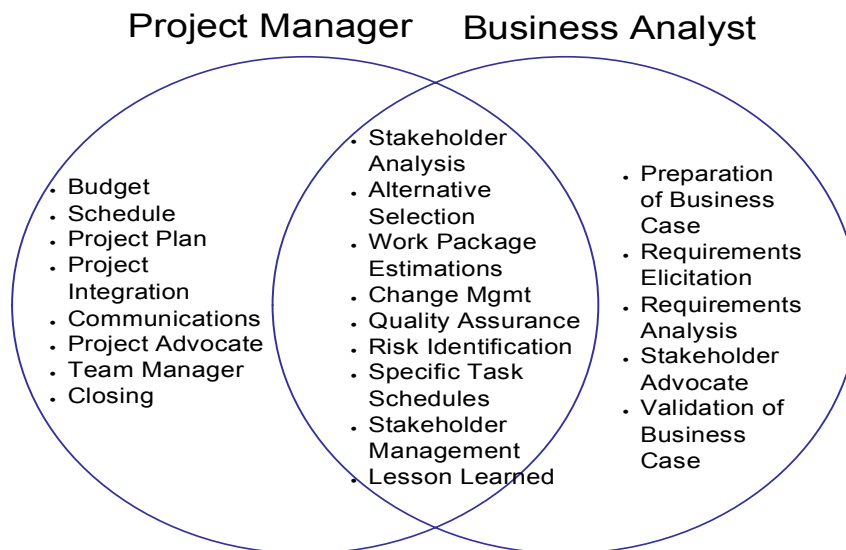 Project Manager
Business Analyst
• Budget
• Schedule
• Project Plan
• Project
Integration
• Communications
• Project Advocate
• Team Manager
• Closing
• Stakeholder
Analysis
• Alternative
Selection
• Work Package
Estimations
• Change Mgmt
• Quality Assurance
• Risk Identification
• Specific Task
Schedules
• Stakeholder
Management
• Lesson Learned
• Preparation
of Business
Case
• Requirements
Elicitation
• Requirements
Analysis
• Stakeholder
Advocate
• Validation of
Business
Case